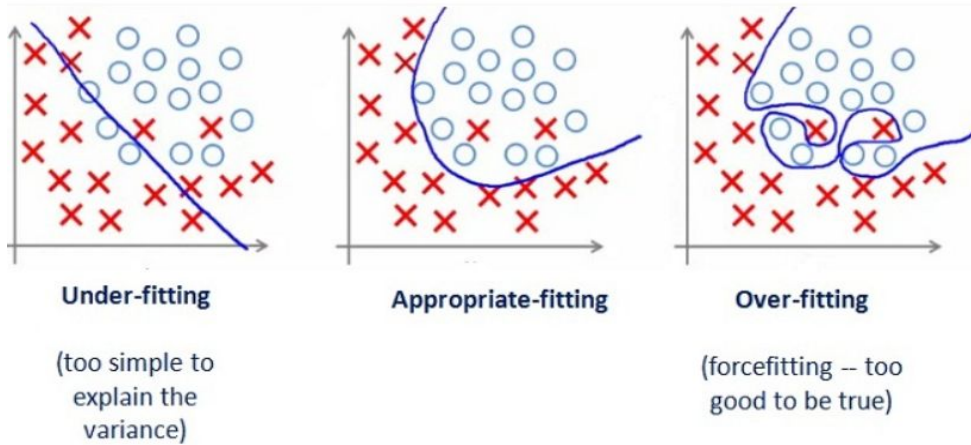 Under-fitting
Appropriate-fitting
Over-fitting
(too simple to
explain the
variance)
(forcefitting -- too
good to be true)